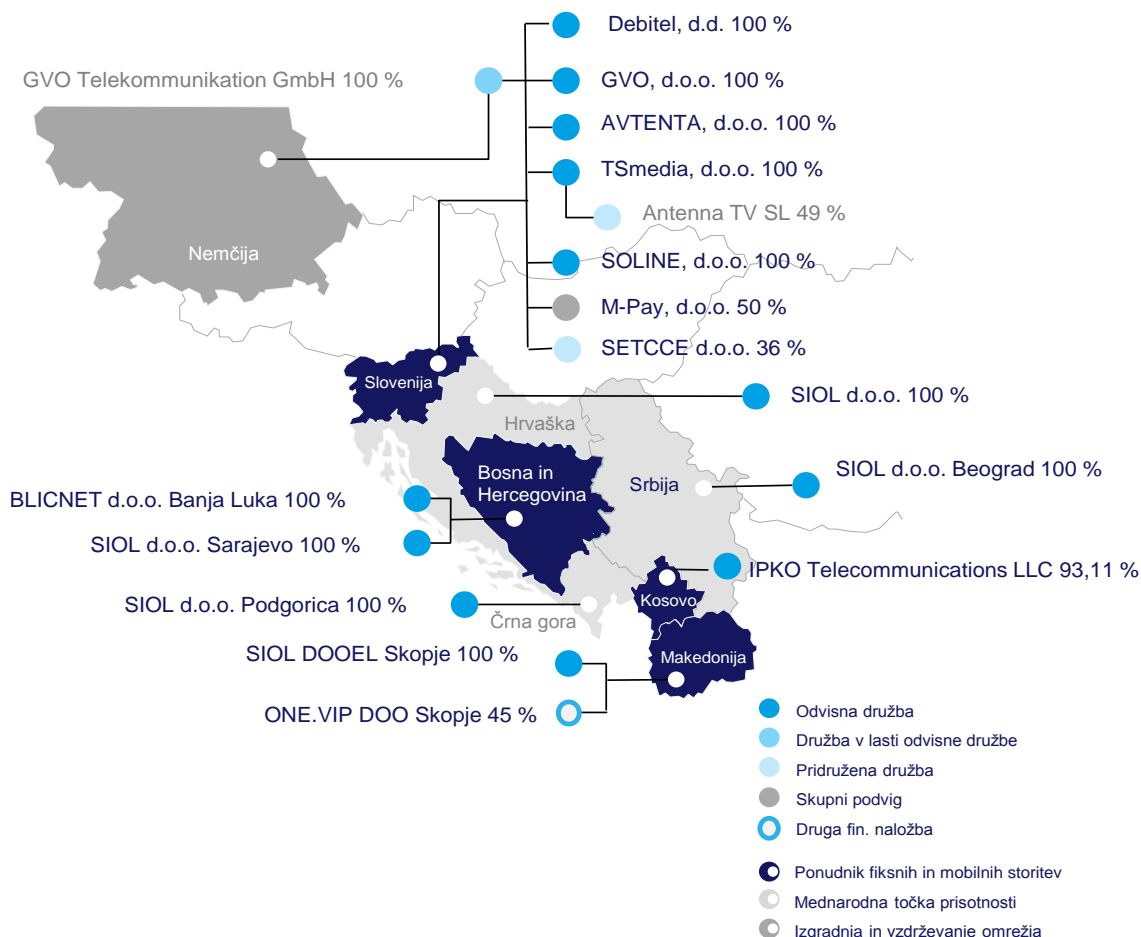 Debitel, d.d. 100 %
GVO Telekommunikation GmbH 100 %
GVO, d.o.o. 100 %
AVTENTA, d.o.o. 100 %
TSmedia, d.o.o. 100 %
Antenna TV SL 49 %
Nemčija
SOLINE, d.o.o. 100 %
M-Pay, d.o.o. 50 %
SETCCE d.o.o. 36 %
Slovenija
SIOL d.o.o. 100 %
Hrvaška
Bosna in
Hercegovina
Srbija
SIOL d.o.o. Beograd 100 %
BLICNET d.o.o. Banja Luka 100 %
SIOL d.o.o. Sarajevo 100 %
IPKO Telecommunications LLC 93,11 %
Kosovo
SIOL d.o.o. Podgorica 100 %
Črna gora
SIOL DOOEL Skopje 100 %
Makedonija
ONE.VIP DOO Skopje 45 %
Odvisna družba
Družba v lasti odvisne družbe
Pridružena družba
Skupni podvig
Druga fin. naložba
Ponudnik fiksnih in mobilnih storitev
Mednarodna točka prisotnosti
Izgradnja in vzdrževanje omrežja